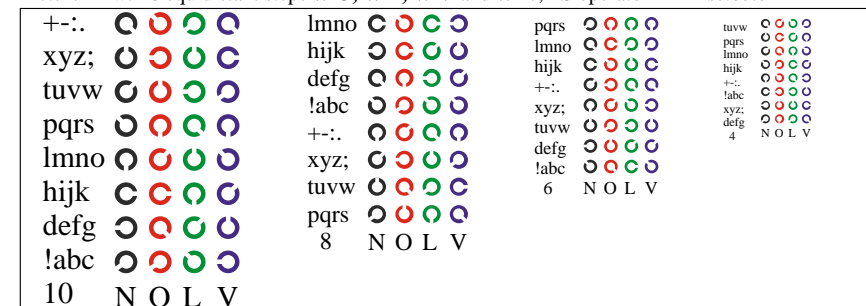 +-:.
xyz;
tuvw
pqrs
lmno
hijk
defg
!abc
10 N O L V
lmno
hijk
defg
!abc
+-:.
xyz;
tuvw
pqrs
8 N O L V
pqrs
lmno
hijk
+-:.
xyz;
tuvw
defg
!abc
6 N O L V
tuvw
pqrs
lmno
hijk
+-:.
!abc
xyz;
defg
4 N O L V